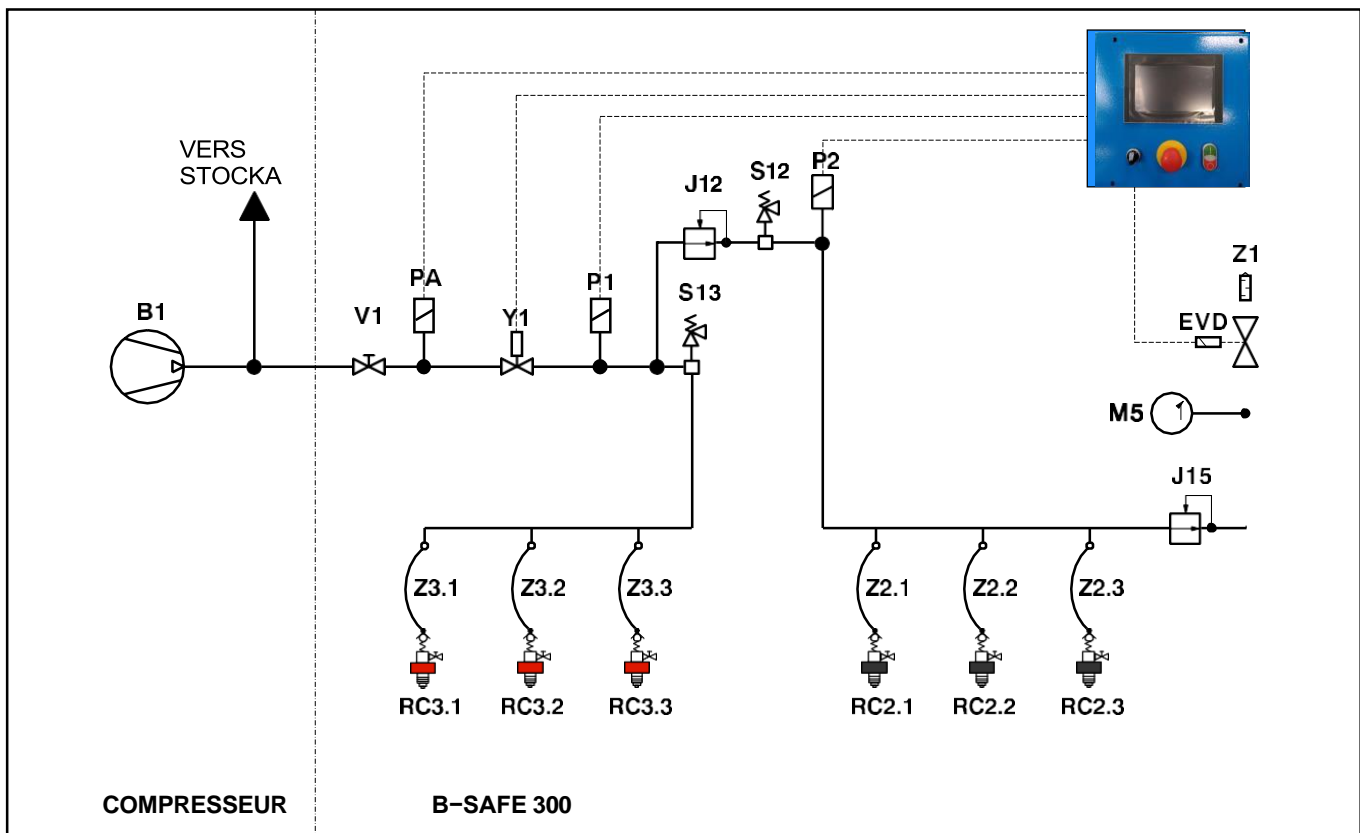 VERS
STOCKA
B1
V1
PA
Y1
P1
J12
S12
P2
S13
Z1
EVD
M5
J15
Z3.1
Z3.2
Z3.3
Z2.1
Z2.2
Z2.3
RC3.1
RC3.2
RC3.3
RC2.1
RC2.2
RC2.3
COMPRESSEUR
B−SAFE 300